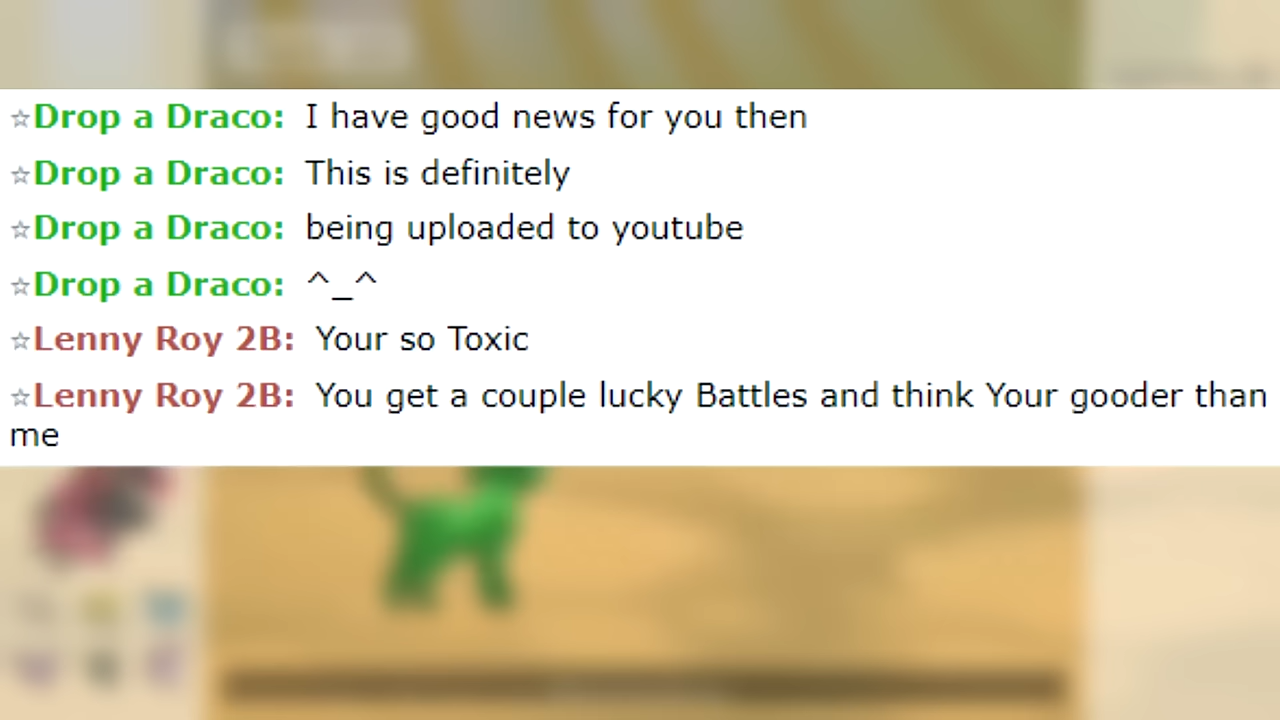 ☆Drop a Draco: I have good news for you then
☆Drop a Draco: This is definitely
☆Drop a Draco: being uploaded to youtube
☆Drop a Draco: ^_^
☆Lenny Roy 2B: Your so Toxic
☆Lenny Roy 2B: You get a couple lucky Battles and think Your gooder than
me